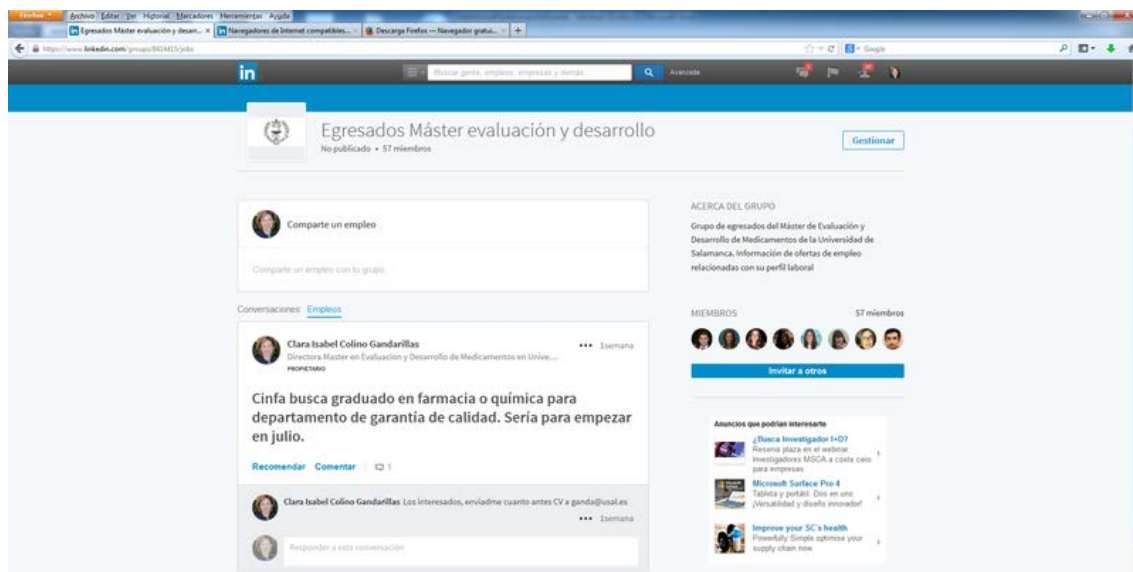 Firefox
Archivo Editar Ver Historial Marcadores Herramientas Ayuda
Egresados Máster evaluación y desarr... ×
Navegadores de Internet compatibles... ×
Descarga Firefox — Navegador gratui... ×
+
https://www.linkedin.com/groups/8614413/jobs
Google
in
Buscar gente, empleos, empresas y demás
Avanzada
Egresados Máster evaluación y desarrollo
No publicado • 57 miembros
Gestionar
Comparte un empleo
Comparte un empleo con tu grupo.
Conversaciones Empleos
Clara Isabel Colino Gandarillas
••• 1semana
Directora Master en Evaluacion y Desarrollo de Medicamentos en Unive...
PROPIETARIO
Cinfa busca graduado en farmacia o química para
departamento de garantía de calidad. Sería para empezar
en julio.
Recomendar Comentar 1
Clara Isabel Colino Gandarillas Los interesados, enviadme cuanto antes CV a ganda@usal.es
••• 1semana
Responder a esta conversación
ACERCA DEL GRUPO
Grupo de egresados del Máster de Evaluación y
Desarrollo de Medicamentos de la Universidad de
Salamanca. Información de ofertas de empleo
relacionadas con su perfil laboral
MIEMBROS 57 miembros
Invitar a otros
Anuncios que podrían interesarte
¿Busca Investigador I+D?
Reserva plaza en el webinar:
Investigadores MSCA a coste cero
para empresas
Microsoft Surface Pro 4
Tableta y portátil. Dos en uno.
¡Versatilidad y diseño innovador!
Improve your SC's health
Powerfully Simple optimise your
supply chain now